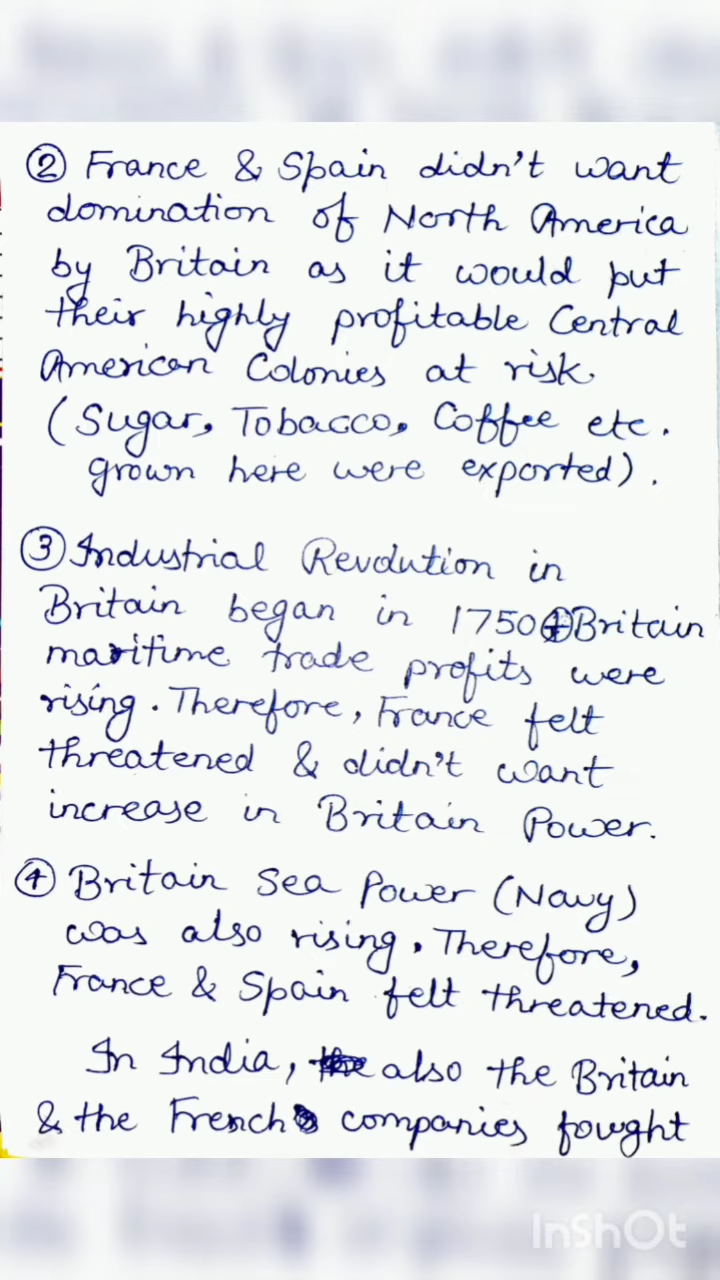 ② France & Spain didn't want
domination of North America
by Britain as it would put
their highly profitable Central
American Colonies at risk.
(Sugar, Tobacco, Coffee etc.
grown here were exported).
③ Industrial Revolution in
Britain began in 1750 + Britain
maritime trade profits were
rising. Therefore, France felt
threatened & didn't want
increase in Britain Power.
④ Britain Sea Power (Navy)
was also rising. Therefore,
France & Spain felt threatened.
In India, also the Britain
& the French companies fought
InShOt